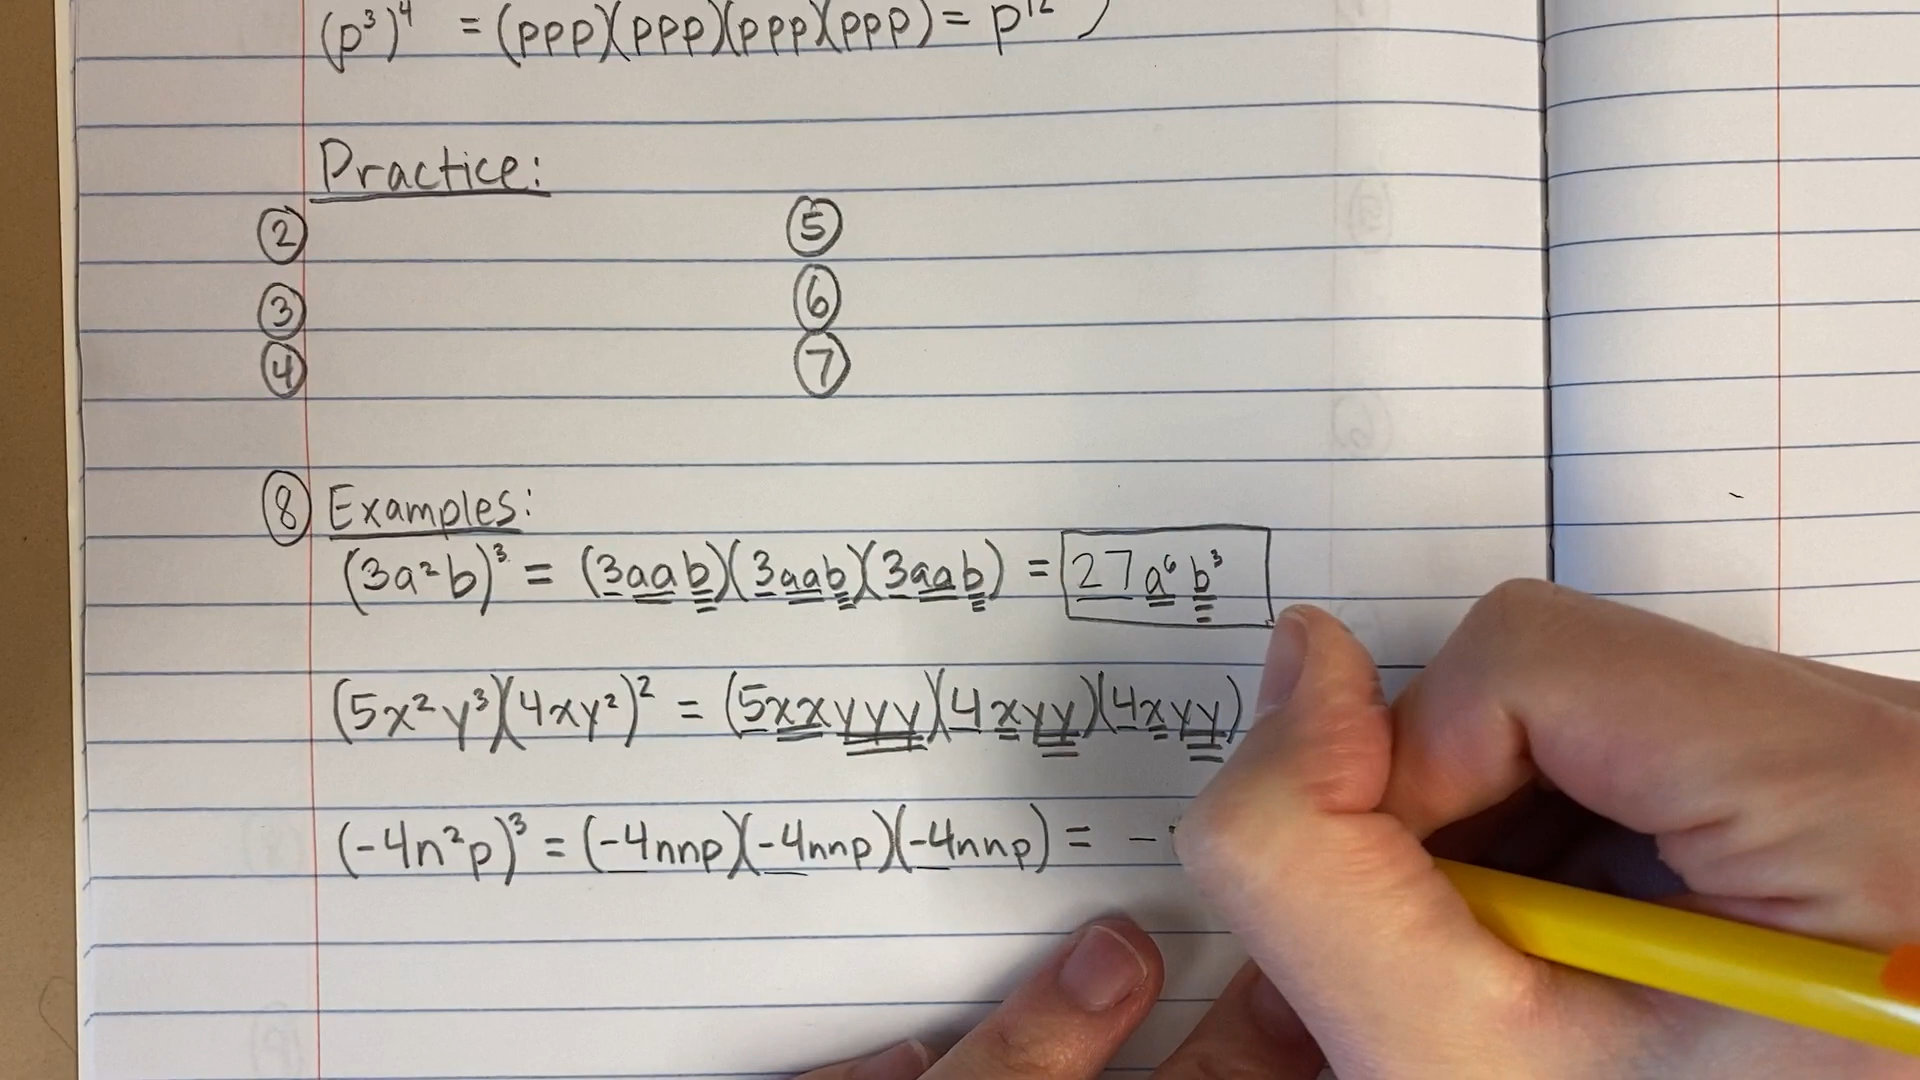 (p³)⁴ = (ppp)(ppp)(ppp)(ppp) = p¹²
Practice:
② ⑤
③ ⑥
④ ⑦
⑧ Examples:
(3a²b)³ = (3aab)(3aab)(3aab) = 27a⁶b³
(5x²y³)(4xy²)² = (5xxyyy)(4xyy)(4xyy)
(-4n²p)³ = (-4nnp)(-4nnp)(-4nnp) = -